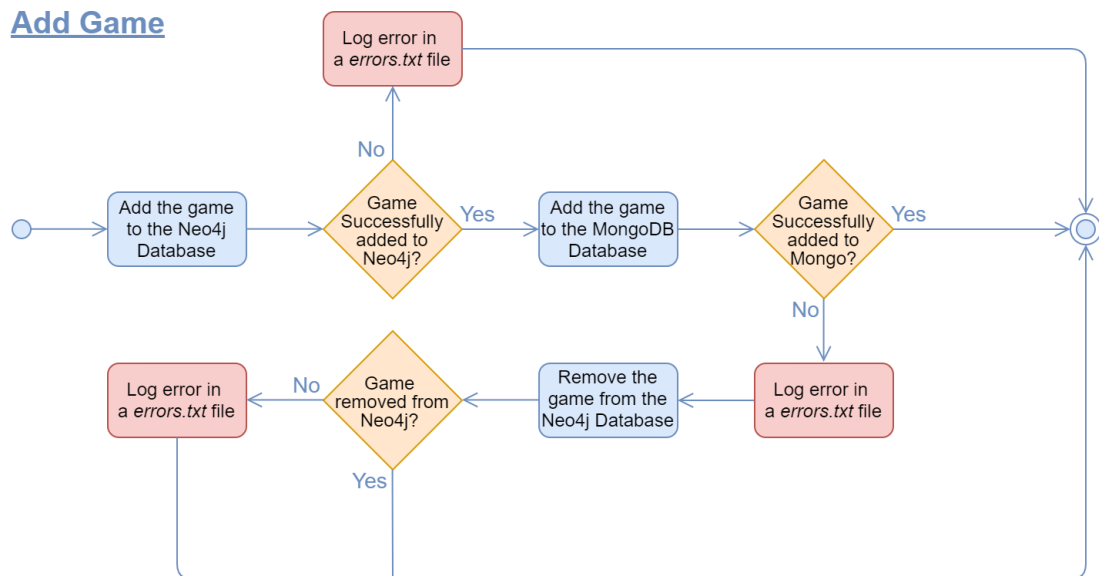 Add Game
Log error in
a errors.txt file
No
Add the game
to the Neo4j
Database
Game
Successfully
added to
Neo4j?
Yes
Add the game
to the MongoDB
Database
Game
Successfully
added to
Mongo?
Yes
No
Log error in
a errors.txt file
No
Game
removed from
Neo4j?
Remove the
game from the
Neo4j Database
Log error in
a errors.txt file
Yes